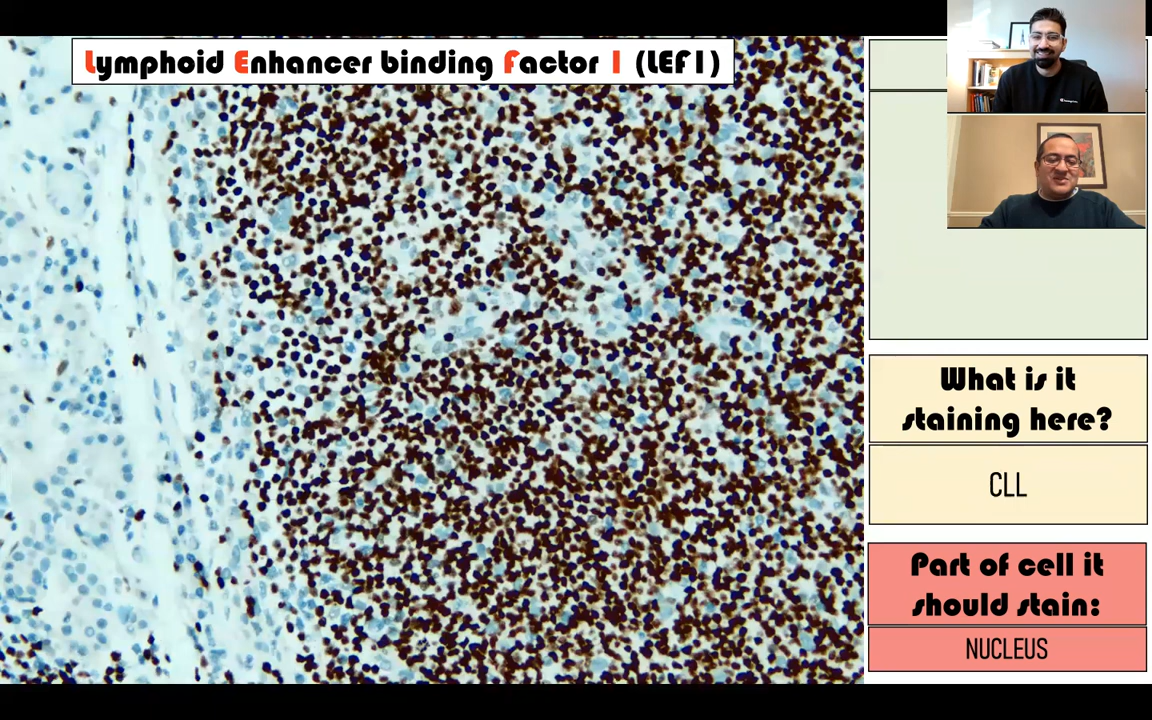 Lymphoid Enhancer binding Factor 1 (LEF1)
What is it
staining here?
CLL
Part of cell it
should stain:
NUCLEUS